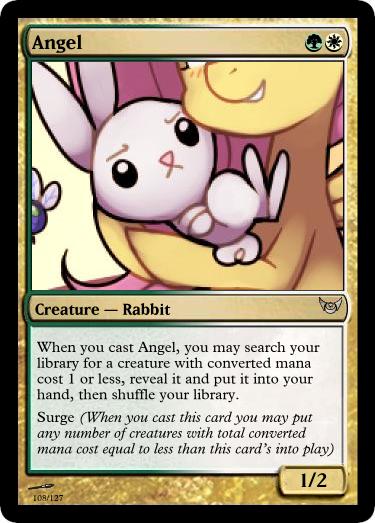 Angel
Creature — Rabbit
When you cast Angel, you may search your
library for a creature with converted mana
cost 1 or less, reveal it and put it into your
hand, then shuffle your library.
Surge (When you cast this card you may put
any number of creatures with total converted
mana cost equal to less than this card's into play)
1/2
108/127